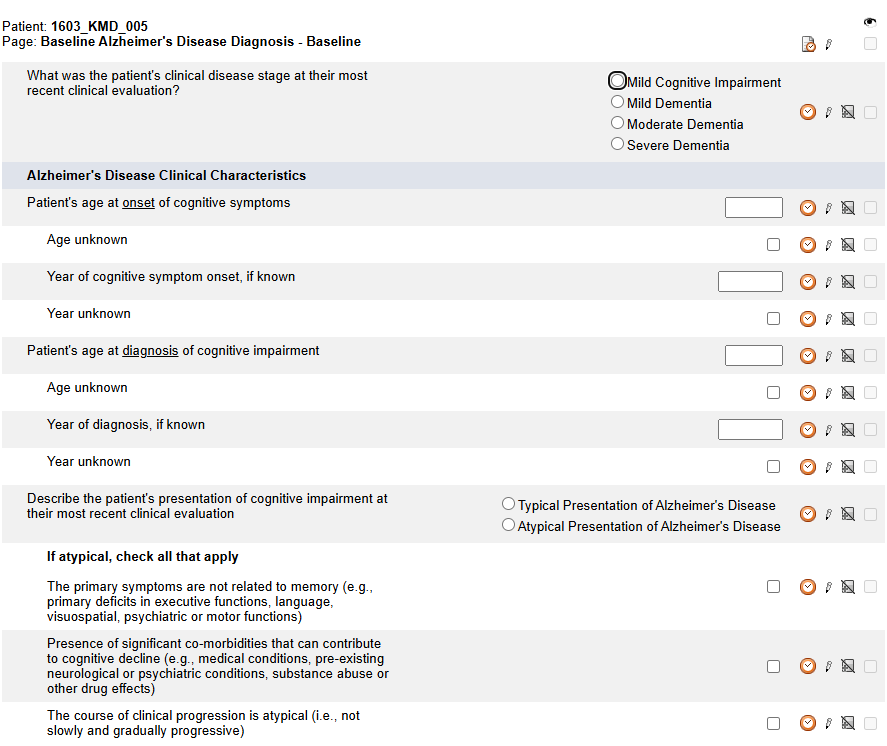 Patient: 1603_KMD_005
Page: Baseline Alzheimer's Disease Diagnosis - Baseline
What was the patient's clinical disease stage at their most
recent clinical evaluation?
Mild Cognitive Impairment
Mild Dementia
Moderate Dementia
Severe Dementia
Alzheimer's Disease Clinical Characteristics
Patient's age at onset of cognitive symptoms
Age unknown
Year of cognitive symptom onset, if known
Year unknown
Patient's age at diagnosis of cognitive impairment
Age unknown
Year of diagnosis, if known
Year unknown
Describe the patient's presentation of cognitive impairment at
their most recent clinical evaluation
Typical Presentation of Alzheimer's Disease
Atypical Presentation of Alzheimer's Disease
If atypical, check all that apply
The primary symptoms are not related to memory (e.g.,
primary deficits in executive functions, language,
visuospatial, psychiatric or motor functions)
Presence of significant co-morbidities that can contribute
to cognitive decline (e.g., medical conditions, pre-existing
neurological or psychiatric conditions, substance abuse or
other drug effects)
The course of clinical progression is atypical (i.e., not
slowly and gradually progressive)